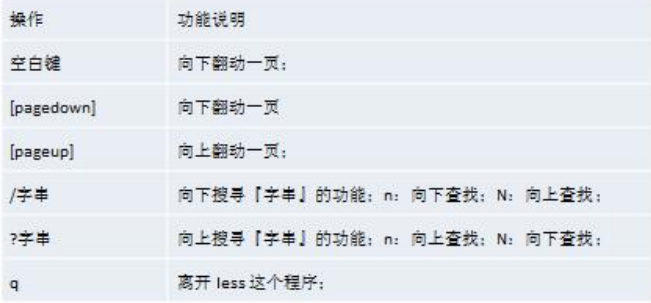 操作 功能说明
空白键 向下翻动一页；
[pagedown] 向下翻动一页
[pageup] 向上翻动一页；
/字串 向下搜寻『字串』的功能；n：向下查找；N：向上查找；
?字串 向上搜寻『字串』的功能；n：向上查找；N：向下查找；
q 离开 less 这个程序；